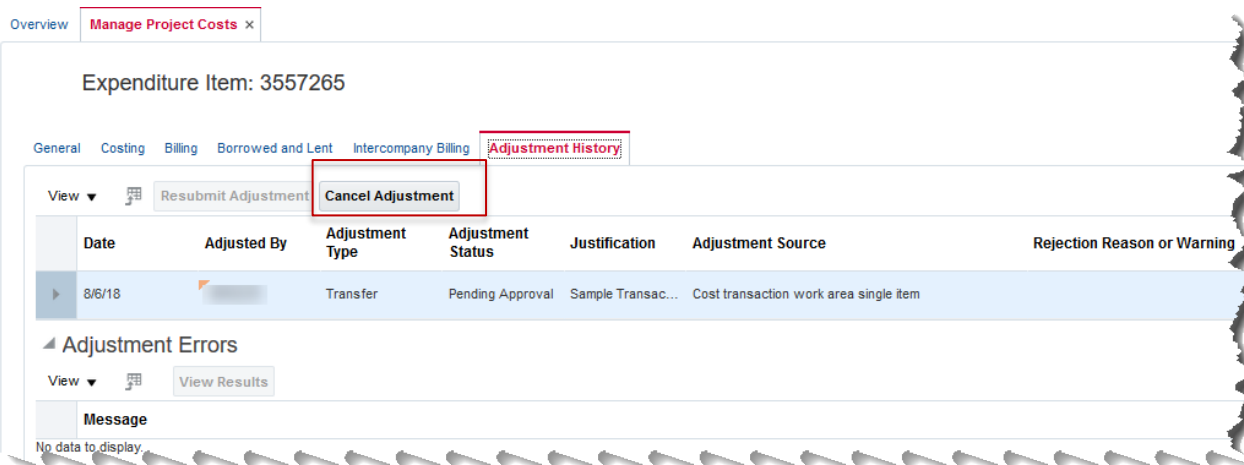 Overview Manage Project Costs ×
Expenditure Item: 3557265
General Costing Billing Borrowed and Lent Intercompany Billing Adjustment History
View Resubmit Adjustment Cancel Adjustment
Date Adjusted By Adjustment Type Adjustment Status Justification Adjustment Source Rejection Reason or Warning
8/6/18 Transfer Pending Approval Sample Transac... Cost transaction work area single item
Adjustment Errors
View View Results
Message
No data to display.